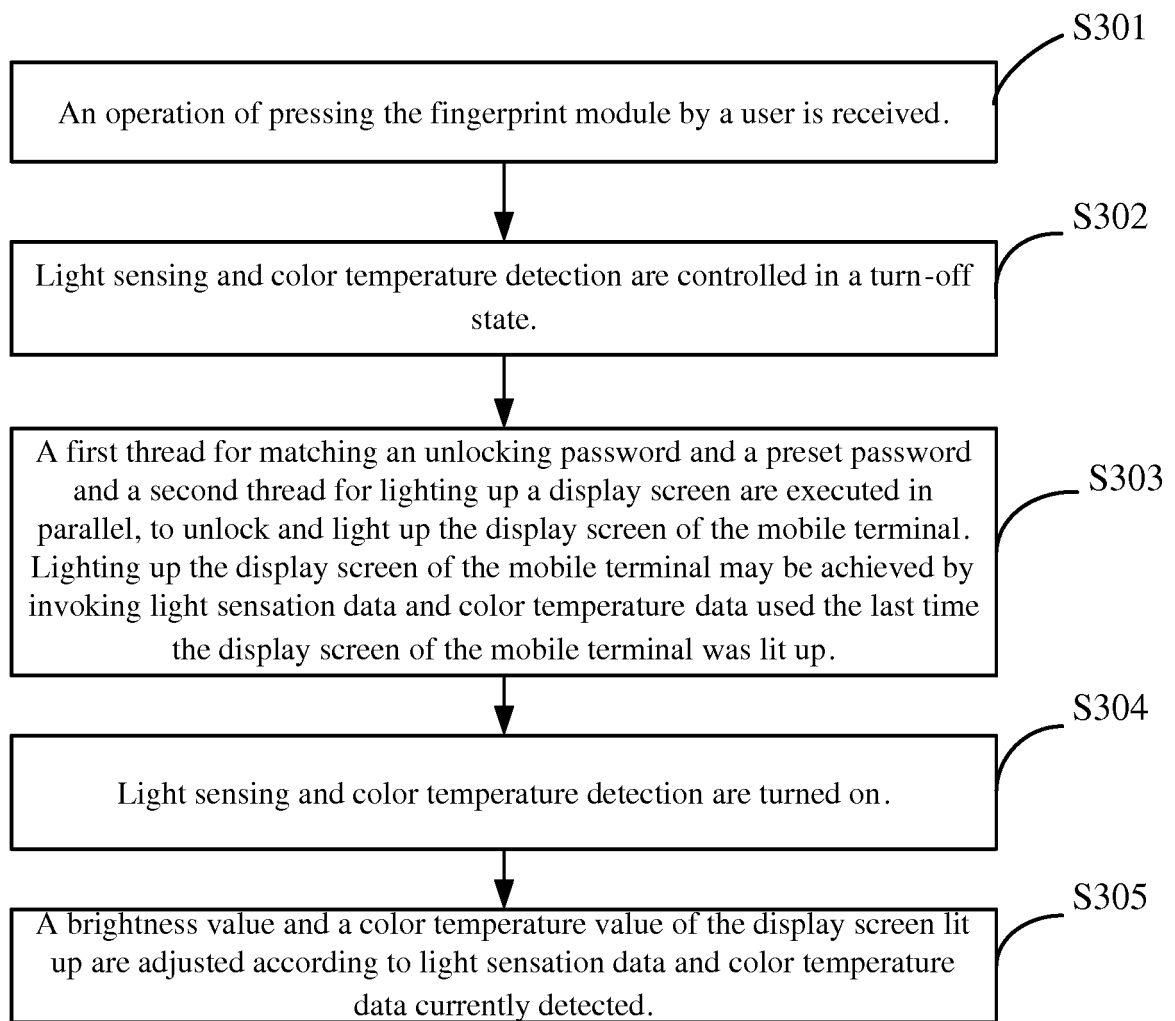 S301
An operation of pressing the fingerprint module by a user is received.
S302
Light sensing and color temperature detection are controlled in a turn-off
state.
S303
A first thread for matching an unlocking password and a preset password
and a second thread for lighting up a display screen are executed in
parallel, to unlock and light up the display screen of the mobile terminal.
Lighting up the display screen of the mobile terminal may be achieved by
invoking light sensation data and color temperature data used the last time
the display screen of the mobile terminal was lit up.
S304
Light sensing and color temperature detection are turned on.
S305
A brightness value and a color temperature value of the display screen lit
up are adjusted according to light sensation data and color temperature
data currently detected.